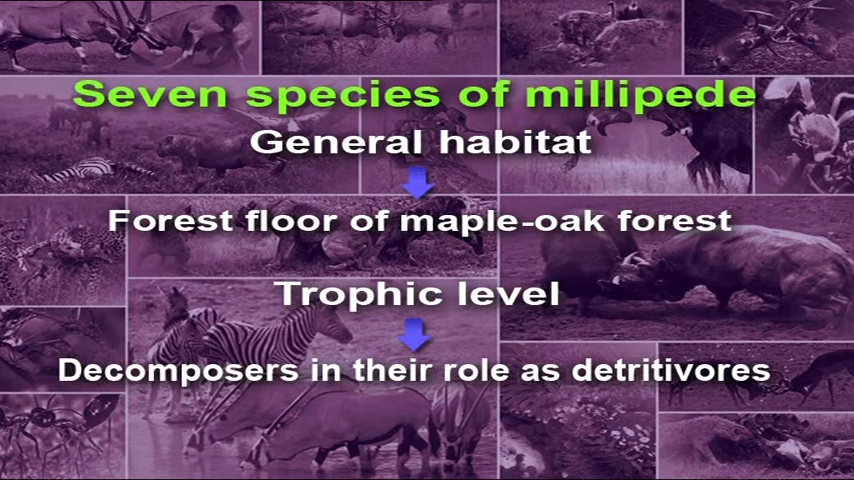 Seven species of millipede
General habitat
Forest floor of maple-oak forest
Trophic level
Decomposers in their role as detritivores